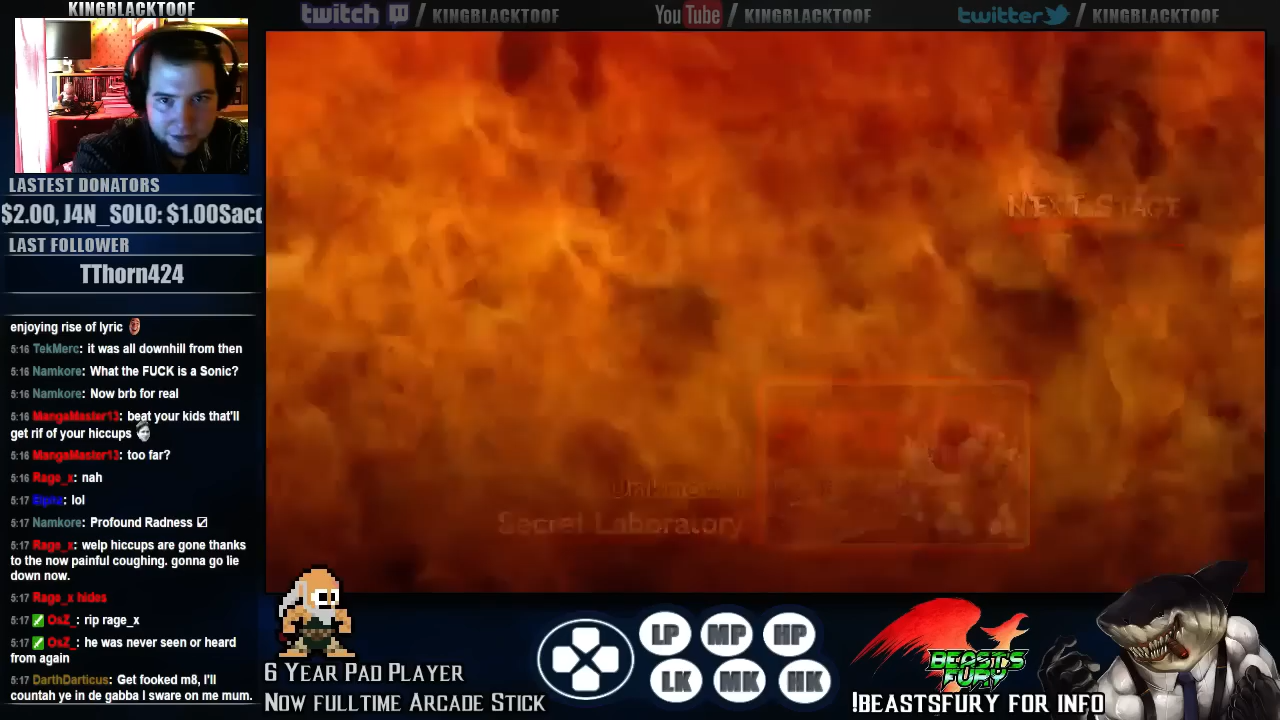 KINGBLACKTOOF
twitch / KINGBLACKTOOF
YouTube / KINGBLACKTOOF
twitter / KINGBLACKTOOF
LASTEST DONATORS
$2.00, J4N_SOLO: $1.00Sacc
LAST FOLLOWER
TThorn424
enjoying rise of lyric
5:16 TekMerc: it was all downhill from then
5:16 Namkore: What the FUCK is a Sonic?
5:16 Namkore: Now brb for real
5:16 MangaMaster13: beat your kids that'll
get rif of your hiccups
5:16 MangaMaster13: too far?
5:16 Rage_x: nah
5:17 lol
5:17 Namkore: Profound Radness
5:17 Rage_x: welp hiccups are gone thanks
to the now painful coughing. gonna go lie
down now.
5:17 Rage_x hides
5:17 OsZ_: rip rage_x
5:17 OsZ_: he was never seen or heard
from again
5:17 DarthDarticus: Get fooked m8, I'll
countah ye in de gabba I sware on me mum.
NEXT STAGE
Secret Laboratory
6 YEAR PAD PLAYER
NOW FULLTIME ARCADE STICK
LP MP HP
LK MK HK
BEAST'S
FURY
!BEASTSFURY FOR INFO